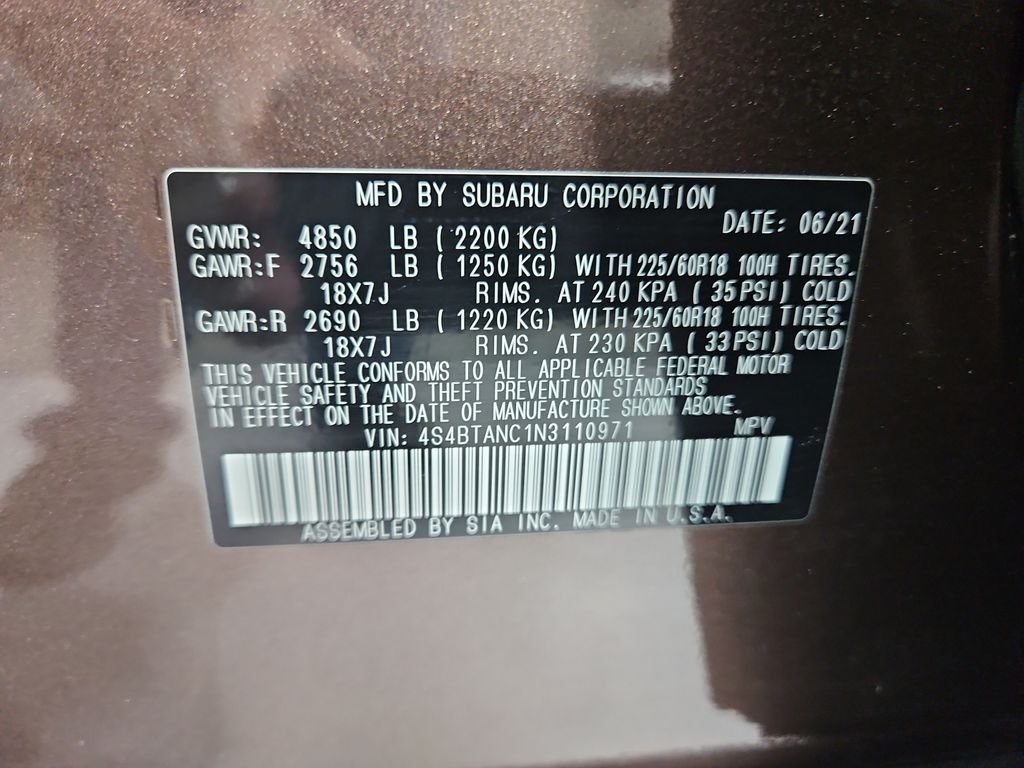 MFD BY SUBARU CORPORATION
DATE: 06/21
GVWR: 4850 LB (2200 KG)
GAWR:F 2756 LB (1250 KG) WITH 225/60R18 100H TIRES.
18X7J RIMS. AT 240 KPA (35 PSI) COLD
GAWR:R 2690 LB (1220 KG) WITH 225/60R18 100H TIRES.
18X7J RIMS. AT 230 KPA (33 PSI) COLD
THIS VEHICLE CONFORMS TO ALL APPLICABLE FEDERAL MOTOR
VEHICLE SAFETY AND THEFT PREVENTION STANDARDS
IN EFFECT ON THE DATE OF MANUFACTURE SHOWN ABOVE.
VIN: 4S4BTANC1N3110971 MPV
ASSEMBLED BY SIA INC. MADE IN U.S.A.